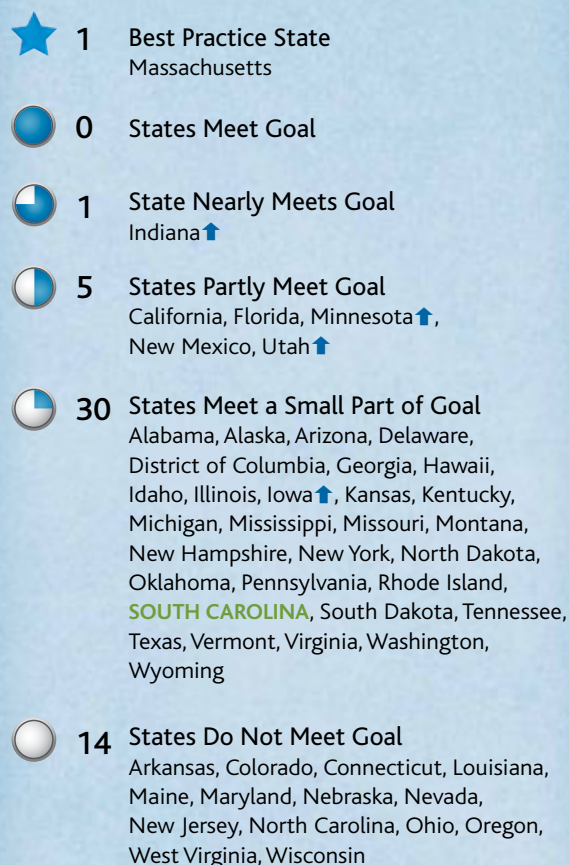 1 Best Practice State
Massachusetts
0 States Meet Goal
1 State Nearly Meets Goal
Indiana⬆
5 States Partly Meet Goal
California, Florida, Minnesota⬆,
New Mexico, Utah⬆
30 States Meet a Small Part of Goal
Alabama, Alaska, Arizona, Delaware,
District of Columbia, Georgia, Hawaii,
Idaho, Illinois, Iowa⬆, Kansas, Kentucky,
Michigan, Mississippi, Missouri, Montana,
New Hampshire, New York, North Dakota,
Oklahoma, Pennsylvania, Rhode Island,
SOUTH CAROLINA, South Dakota, Tennessee,
Texas, Vermont, Virginia, Washington,
Wyoming
14 States Do Not Meet Goal
Arkansas, Colorado, Connecticut, Louisiana,
Maine, Maryland, Nebraska, Nevada,
New Jersey, North Carolina, Ohio, Oregon,
West Virginia, Wisconsin